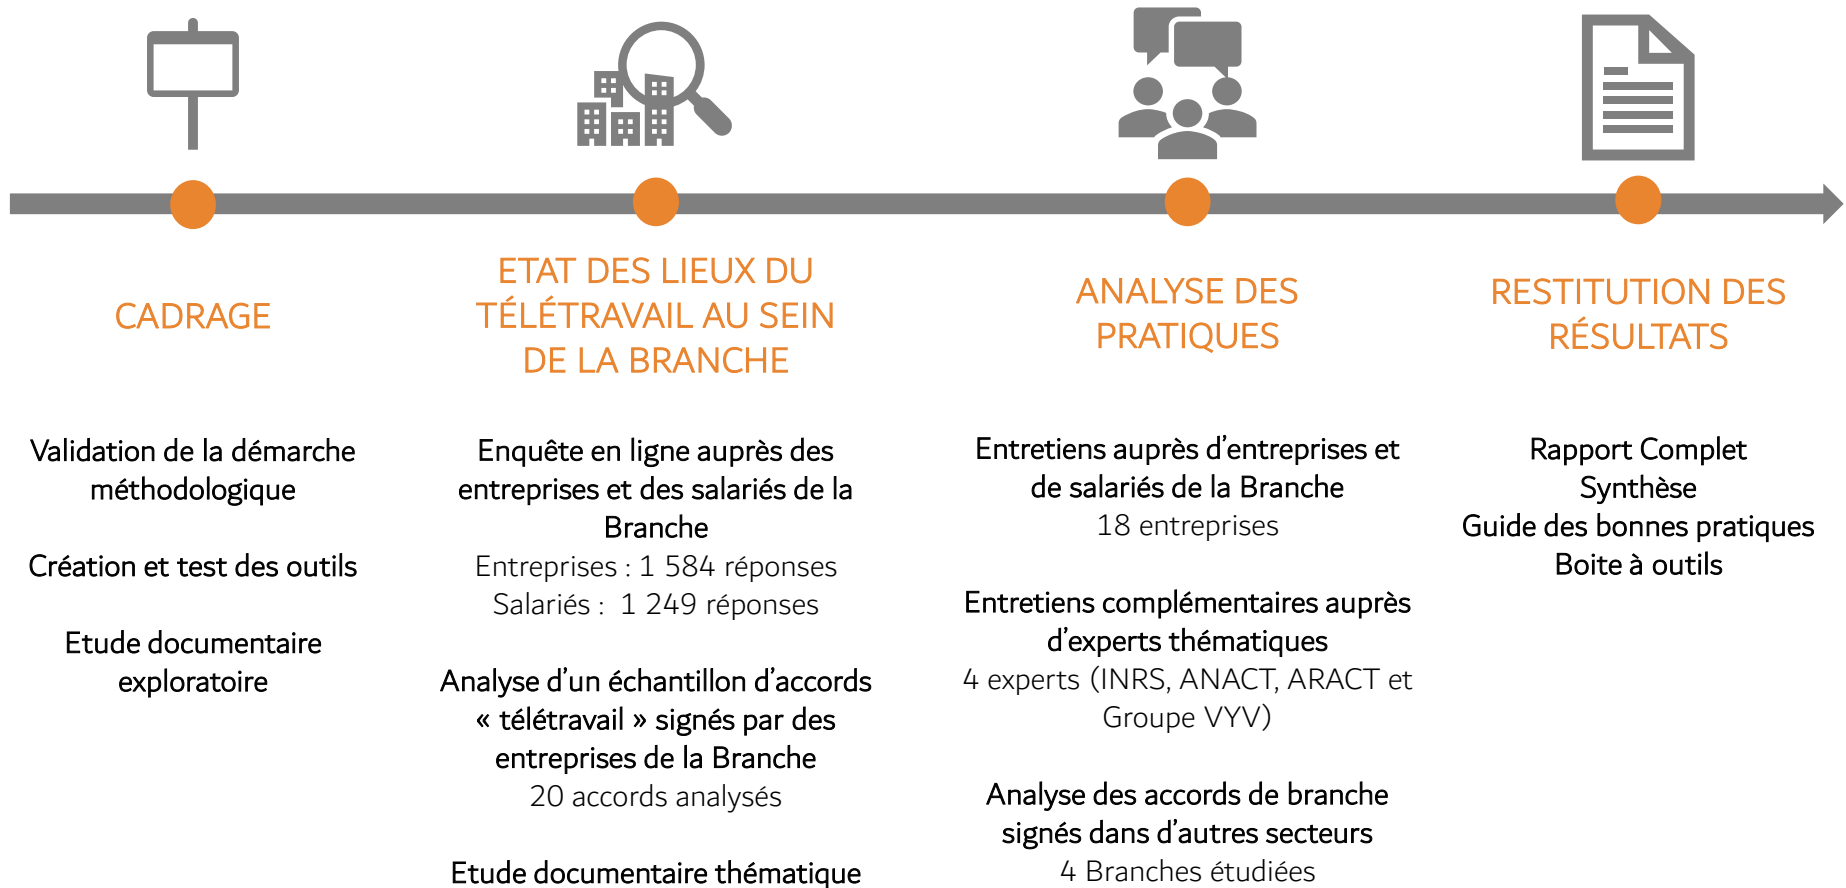 CADRAGE
Validation de la démarche
méthodologique
Création et test des outils
Etude documentaire
exploratoire
ETAT DES LIEUX DU
TÉLÉTRAVAIL AU SEIN
DE LA BRANCHE
Enquête en ligne auprès des
entreprises et des salariés de la
Branche
Entreprises : 1 584 réponses
Salariés : 1 249 réponses
Analyse d’un échantillon d’accords
« télétravail » signés par des
entreprises de la Branche
20 accords analysés
Etude documentaire thématique
ANALYSE DES
PRATIQUES
Entretiens auprès d’entreprises et
de salariés de la Branche
18 entreprises
Entretiens complémentaires auprès
d’experts thématiques
4 experts (INRS, ANACT, ARACT et
Groupe VYV)
Analyse des accords de branche
signés dans d’autres secteurs
4 Branches étudiées
RESTITUTION DES
RÉSULTATS
Rapport Complet
Synthèse
Guide des bonnes pratiques
Boite à outils